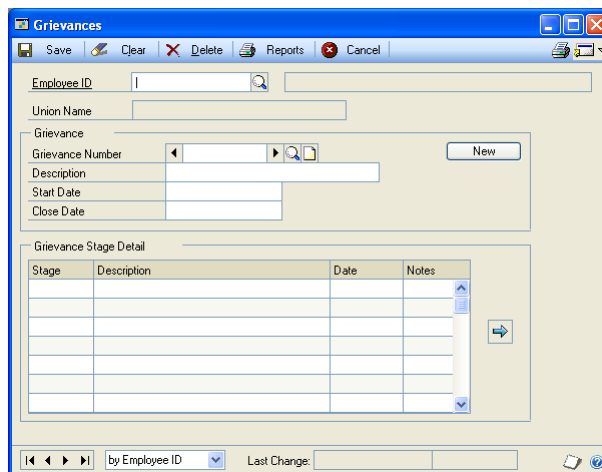 Grievances
Save Clear Delete Reports Cancel
Employee ID
Union Name
Grievance
Grievance Number New
Description
Start Date
Close Date
Grievance Stage Detail
Stage Description Date Notes
by Employee ID Last Change: